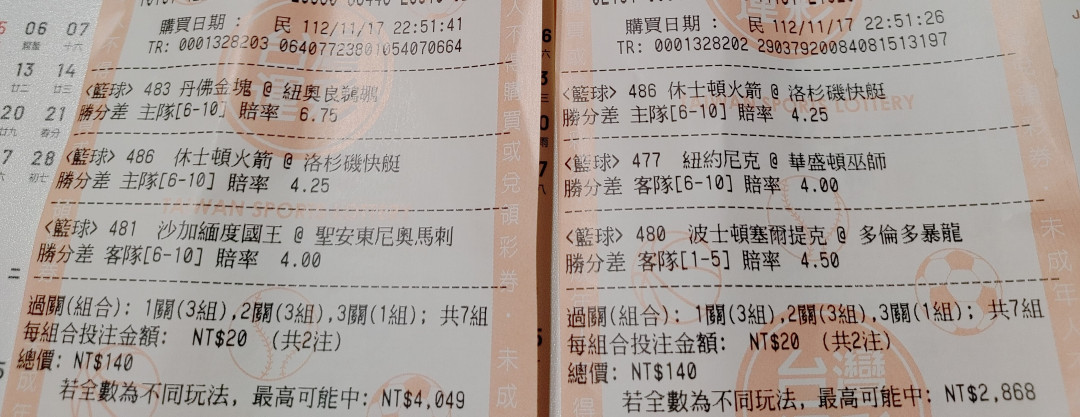 購買日期: 民 112/11/17 22:51:41
TR: 0001328203 06407723801054070664
<籃球> 483 丹佛金塊 @ 紐奧良鵜鶘
勝分差 主隊[6-10] 賠率 6.75
<籃球> 486 休士頓火箭 @ 洛杉磯快艇
勝分差 主隊[6-10] 賠率 4.25
<籃球> 481 沙加緬度國王 @ 聖安東尼奧馬刺
勝分差 客隊[6-10] 賠率 4.00
過關(組合): 1關(3組),2關(3組),3關(1組); 共7組
每組合投注金額: NT$20 (共2注)
總價: NT$140
若全數為不同玩法, 最高可能中: NT$4,049
購買日期: 民 112/11/17 22:51:26
TR: 0001328202 29037920084081513197
<籃球> 486 休士頓火箭 @ 洛杉磯快艇
勝分差 主隊[6-10] 賠率 4.25
<籃球> 477 紐約尼克 @ 華盛頓巫師
勝分差 客隊[6-10] 賠率 4.00
<籃球> 480 波士頓塞爾提克 @ 多倫多暴龍
勝分差 客隊[1-5] 賠率 4.50
過關(組合): 1關(3組),2關(3組),3關(1組); 共7組
每組合投注金額: NT$20 (共2注)
總價: NT$140
若全數為不同玩法, 最高可能中: NT$2,868
06 07
13 14
20 21
28